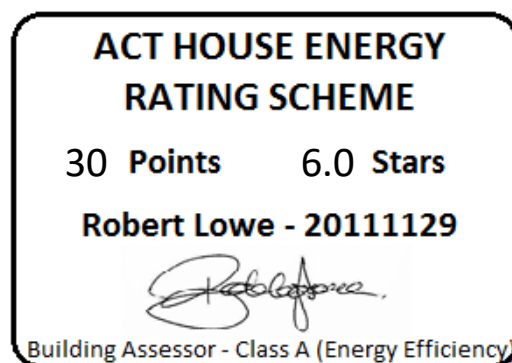 ACT HOUSE ENERGY
RATING SCHEME
30 Points 6.0 Stars
Robert Lowe - 20111129
Building Assessor - Class A (Energy Efficiency)